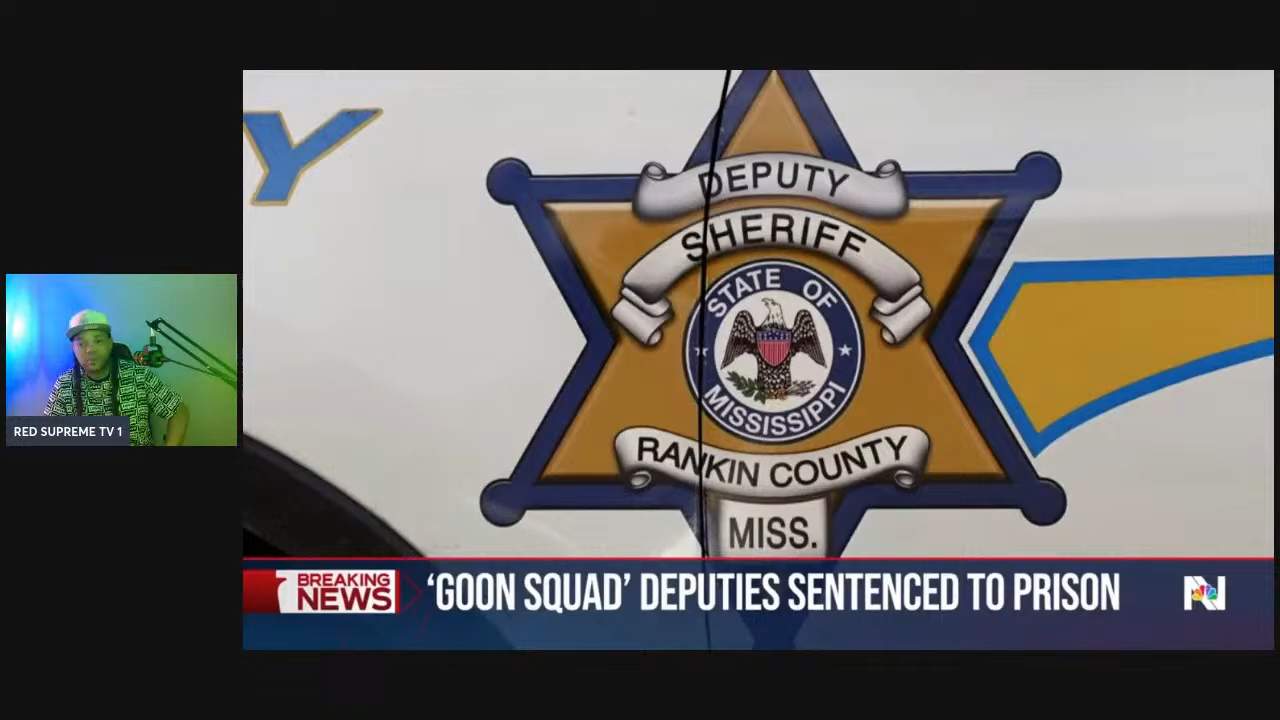 Y
DEPUTY
SHERIFF
STATE OF
MISSISSIPPI
RANKIN COUNTY
MISS.
RED SUPREME TV 1
BREAKING
NEWS
‘GOON SQUAD’ DEPUTIES SENTENCED TO PRISON
N